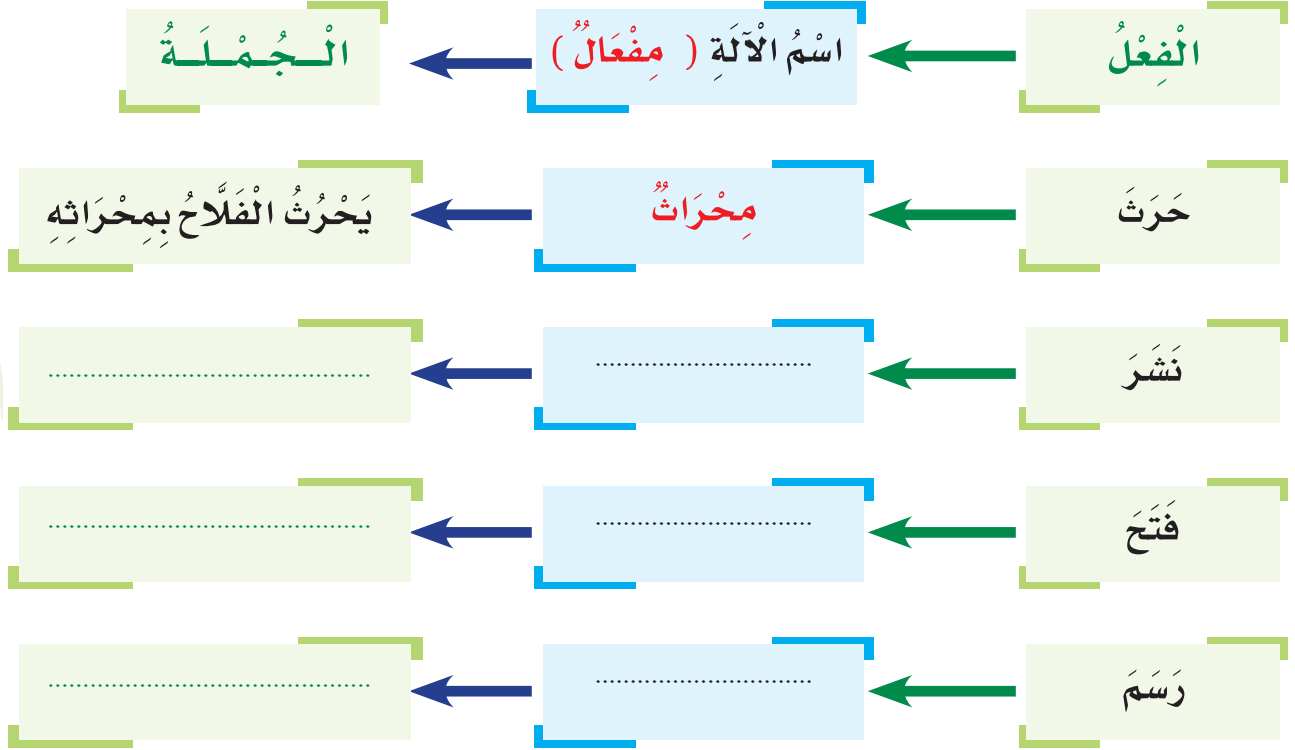 الْفِعْلُ
اسْمُ الْآلَةِ ( مِفْعَالٌ )
الْـجُـمْـلَـةُ
حَرَثَ
مِحْرَاثٌ
يَحْرُثُ الْفَلَّاحُ بِمِحْرَاثِهِ
نَشَرَ
................................
................................
فَتَحَ
................................
................................
رَسَمَ
................................
................................